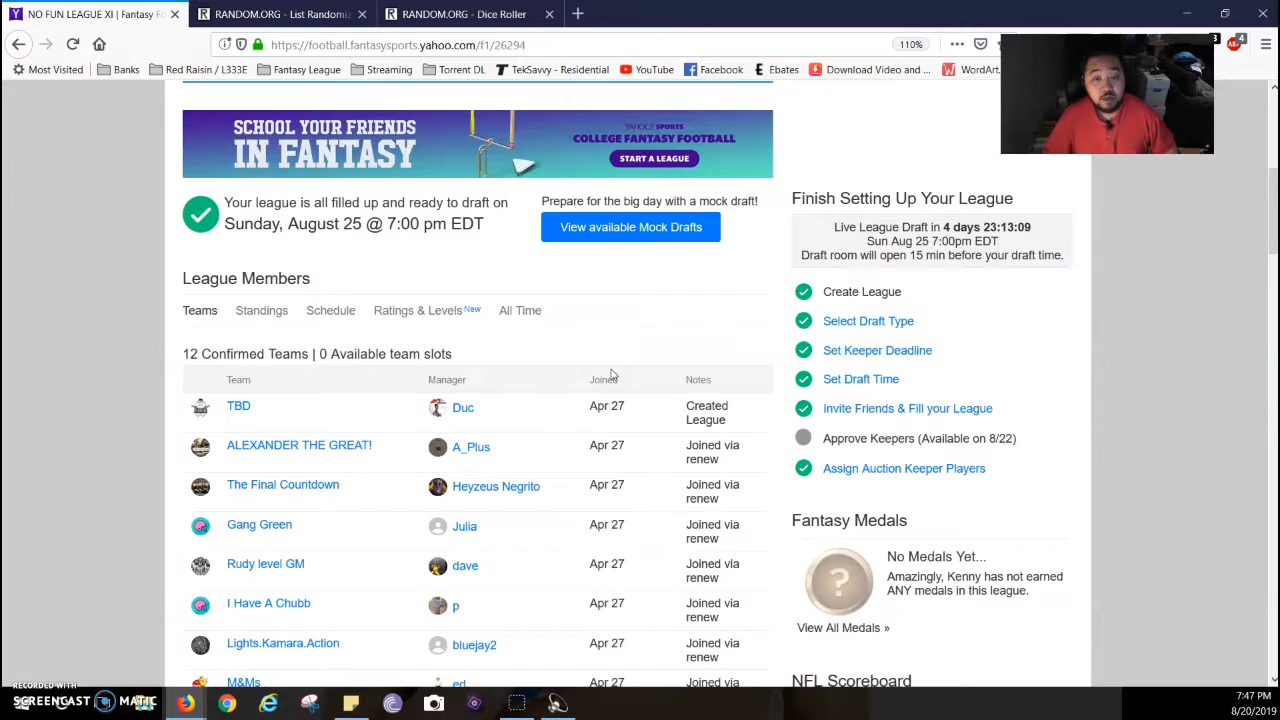 NO FUN LEAGUE XI | Fantasy Fo
RANDOM.ORG - List Randomiz
RANDOM.ORG - Dice Roller
https://football.fantasysports.yahoo.com/f1/26294
110%
Most Visited
Banks
Red Raisin / L333E
Fantasy League
Streaming
Torrent DL
TekSavvy - Residential
YouTube
Facebook
Ebates
Download Video and ...
WordArt.
SCHOOL YOUR FRIENDS
IN FANTASY
YAHOO! SPORTS
COLLEGE FANTASY FOOTBALL
START A LEAGUE
Your league is all filled up and ready to draft on
Sunday, August 25 @ 7:00 pm EDT
Prepare for the big day with a mock draft!
View available Mock Drafts
League Members
Teams Standings Schedule Ratings & Levels New All Time
12 Confirmed Teams | 0 Available team slots
Team Manager Joined Notes
TBD Duc Apr 27 Created
League
ALEXANDER THE GREAT! A_Plus Apr 27 Joined via
renew
The Final Countdown Heyzeus Negrito Apr 27 Joined via
renew
Gang Green Julia Apr 27 Joined via
renew
Rudy level GM dave Apr 27 Joined via
renew
I Have A Chubb p Apr 27 Joined via
renew
Lights.Kamara.Action bluejay2 Apr 27 Joined via
renew
M&Ms ed Apr 27 Joined via
Finish Setting Up Your League
Live League Draft in 4 days 23:13:09
Sun Aug 25 7:00pm EDT
Draft room will open 15 min before your draft time.
Create League
Select Draft Type
Set Keeper Deadline
Set Draft Time
Invite Friends & Fill your League
Approve Keepers (Available on 8/22)
Assign Auction Keeper Players
Fantasy Medals
?
No Medals Yet...
Amazingly, Kenny has not earned
ANY medals in this league.
View All Medals »
NFL Scoreboard
RECORDED WITH
SCREENCAST MATIC
7:47 PM
8/20/2019